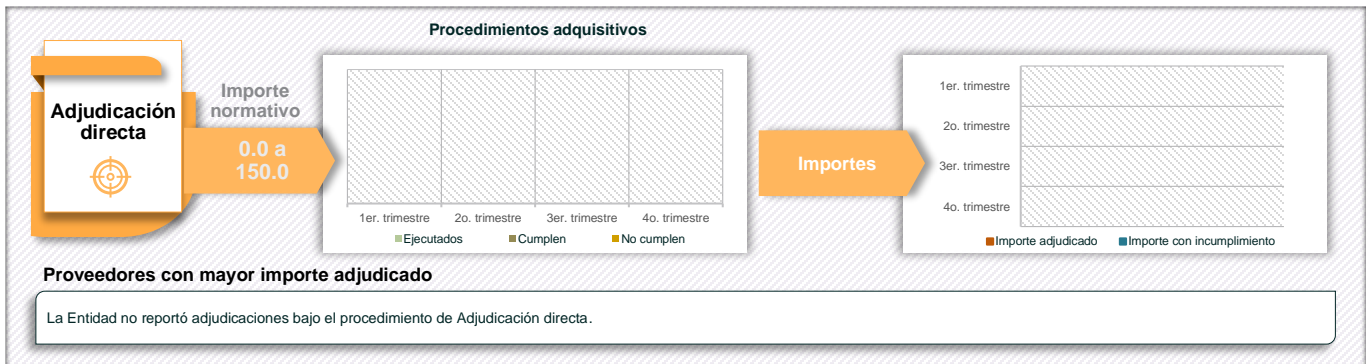 Procedimientos adquisitivos
Adjudicación
directa
Importe
normativo
0.0 a
150.0
1er. trimestre
2o. trimestre
3er. trimestre
4o. trimestre
Ejecutados
Cumplen
No cumplen
Importes
1er. trimestre
2o. trimestre
3er. trimestre
4o. trimestre
Importe adjudicado
Importe con incumplimiento
Proveedores con mayor importe adjudicado
La Entidad no reportó adjudicaciones bajo el procedimiento de Adjudicación directa.